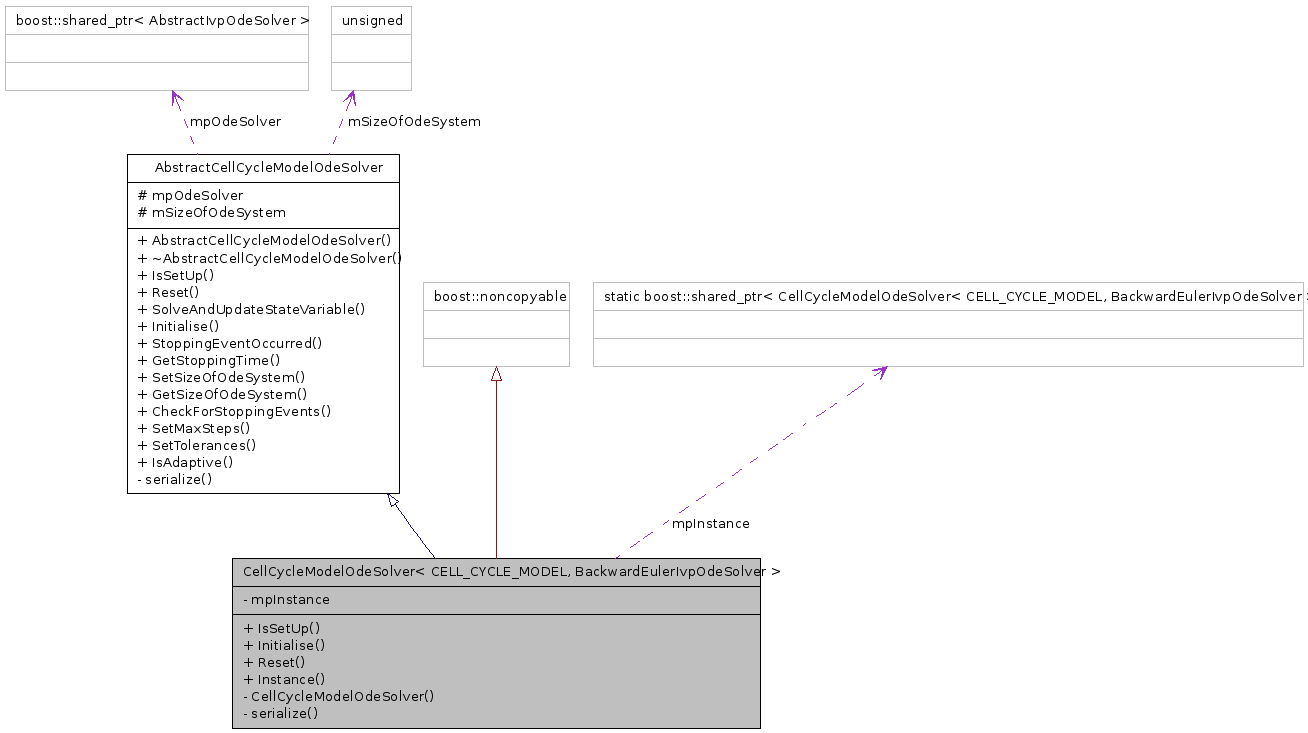 boost::shared_ptr< AbstractIvpOdeSolver >
unsigned
mpOdeSolver
mSizeOfOdeSystem
AbstractCellCycleModelOdeSolver
# mpOdeSolver
# mSizeOfOdeSystem
+ AbstractCellCycleModelOdeSolver()
+ ~AbstractCellCycleModelOdeSolver()
+ IsSetUp()
+ Reset()
+ SolveAndUpdateStateVariable()
+ Initialise()
+ StoppingEventOccurred()
+ GetStoppingTime()
+ SetSizeOfOdeSystem()
+ GetSizeOfOdeSystem()
+ CheckForStoppingEvents()
+ SetMaxSteps()
+ SetTolerances()
+ IsAdaptive()
- serialize()
boost::noncopyable
static boost::shared_ptr< CellCycleModelOdeSolver< CELL_CYCLE_MODEL, BackwardEulerIvpOdeSolver >
mpInstance
CellCycleModelOdeSolver< CELL_CYCLE_MODEL, BackwardEulerIvpOdeSolver >
- mpInstance
+ IsSetUp()
+ Initialise()
+ Reset()
+ Instance()
- CellCycleModelOdeSolver()
- serialize()